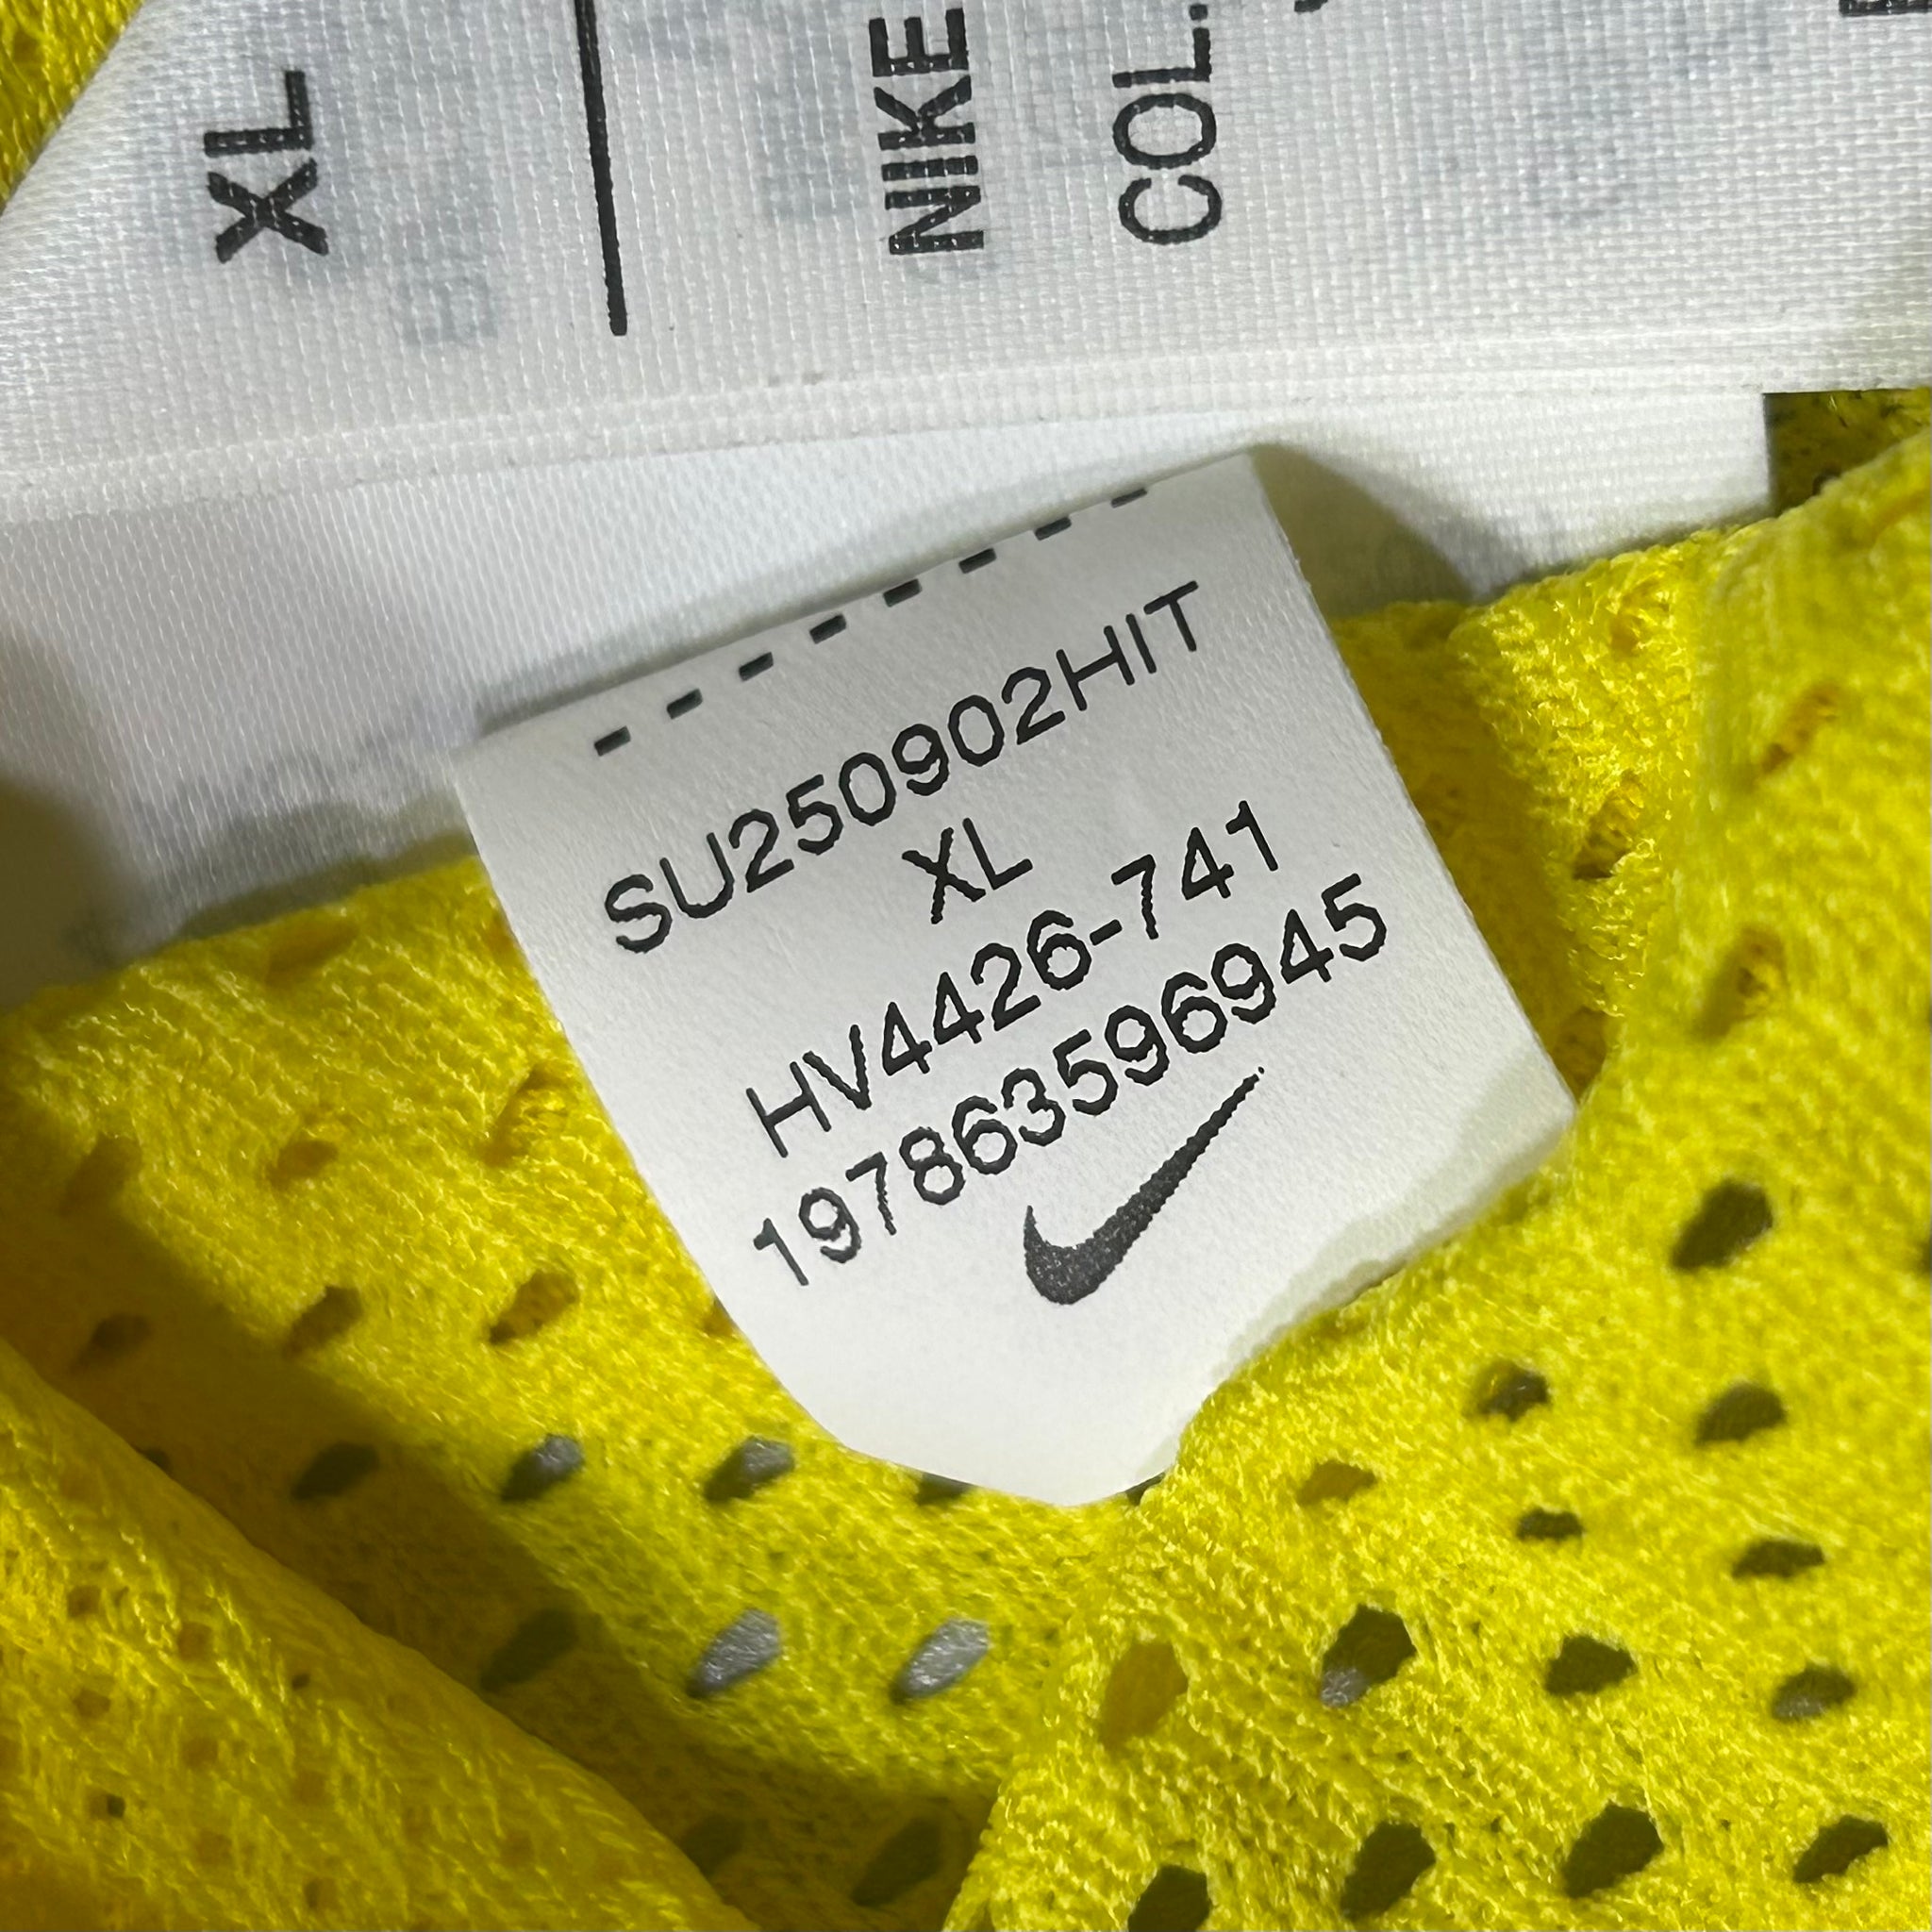 XL
NIKE
COL.
SU250902HIT
XL
HV4426-741
197863596945